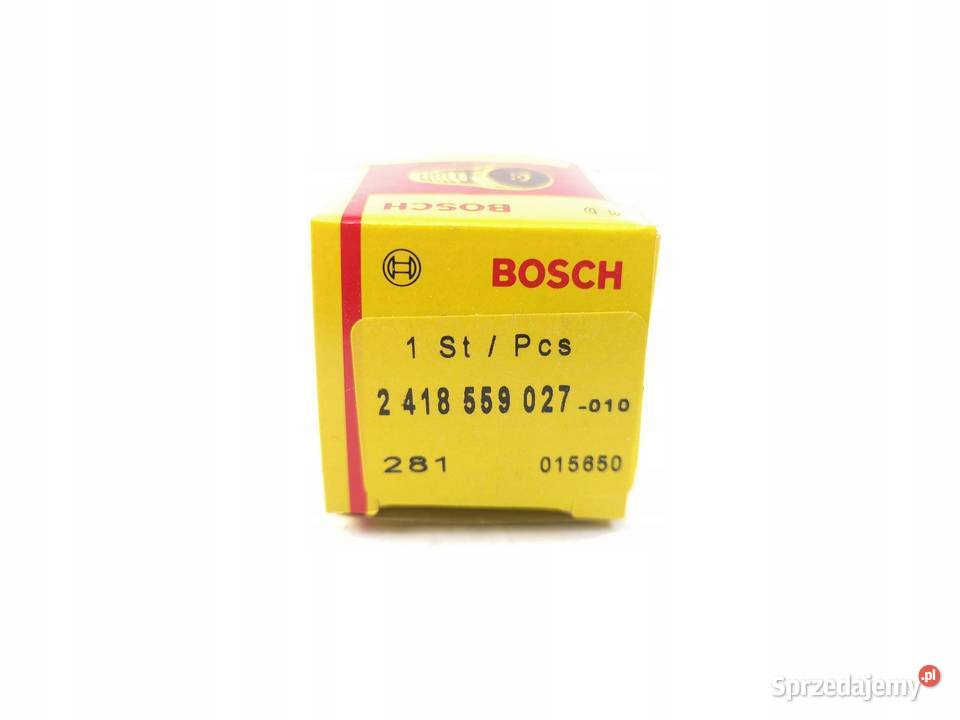 BOSCH
BOSCH
1 St / Pcs
2 418 559 027 -010
281 015650
Sprzedajemy.pl